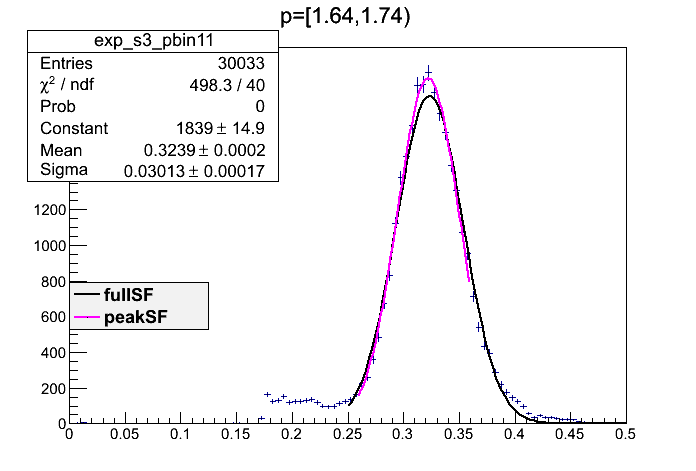 p=[1.64,1.74)
exp_s3_pbin11
Entries 30033
χ² / ndf 498.3 / 40
Prob 0
Constant 1839 ± 14.9
Mean 0.3239 ± 0.0002
Sigma 0.03013 ± 0.00017
1200
1000
800
fullSF
600
peakSF
400
200
0
0 0.05 0.1 0.15 0.2 0.25 0.3 0.35 0.4 0.45 0.5